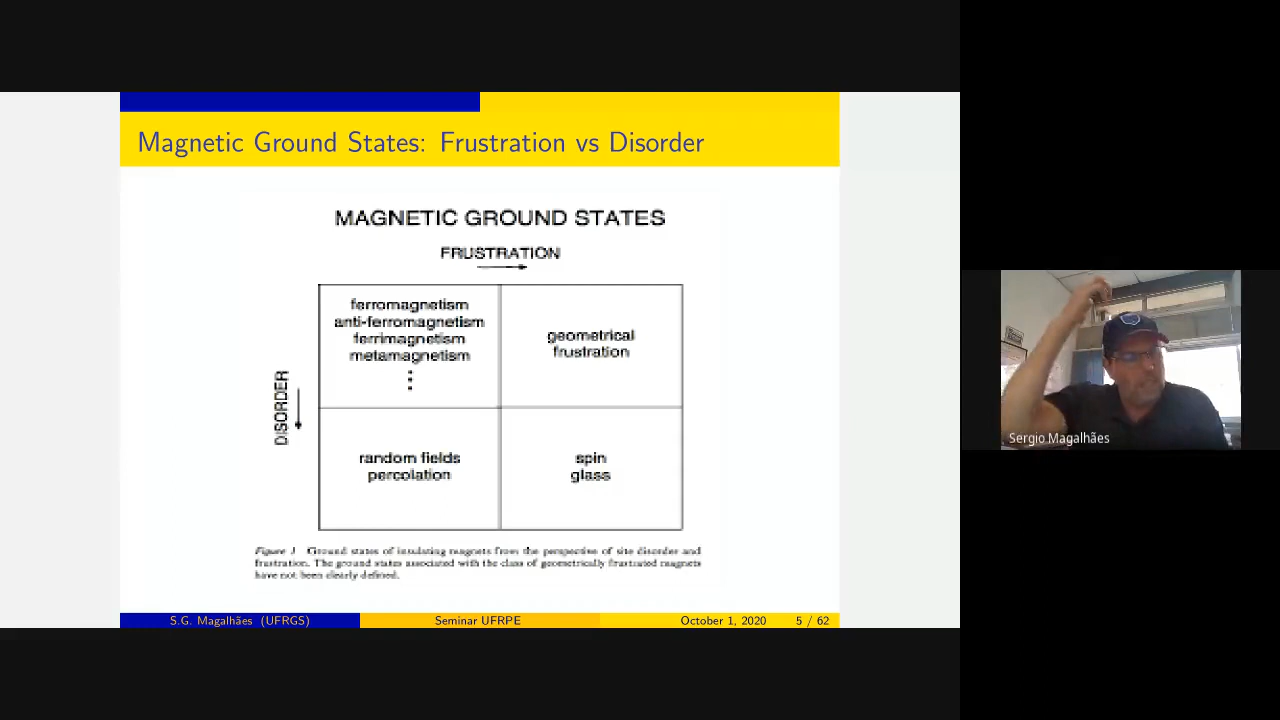 Magnetic Ground States: Frustration vs Disorder
MAGNETIC GROUND STATES
FRUSTRATION
DISORDER
ferromagnetism
anti-ferromagnetism
ferrimagnetism
metamagnetism
geometrical
frustration
random fields
percolation
spin
glass
Figure 1 Ground states of insulating magnets from the perspective of site disorder and
frustration. The ground states associated with the class of geometrically frustrated magnets
have not been clearly defined.
S.G. Magalhães (UFRGS)
Seminar UFRPE
October 1, 2020
5 / 62
Sergio Magalhães